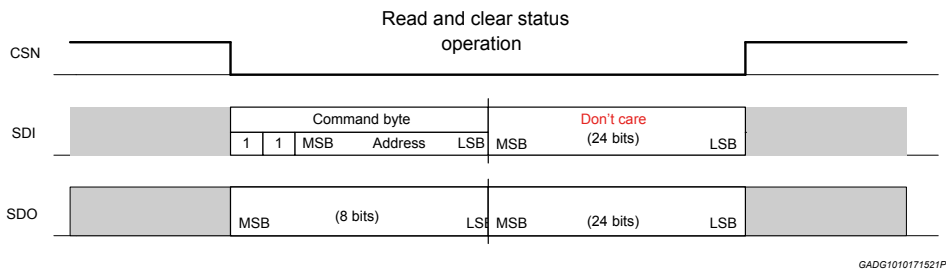 Read and clear status
operation
CSN
SDI
Command byte
1 1 MSB Address LSB
Don't care
(24 bits)
MSB LSB
SDO
MSB (8 bits) LSB
MSB (24 bits) LSB
GADG1010171521P